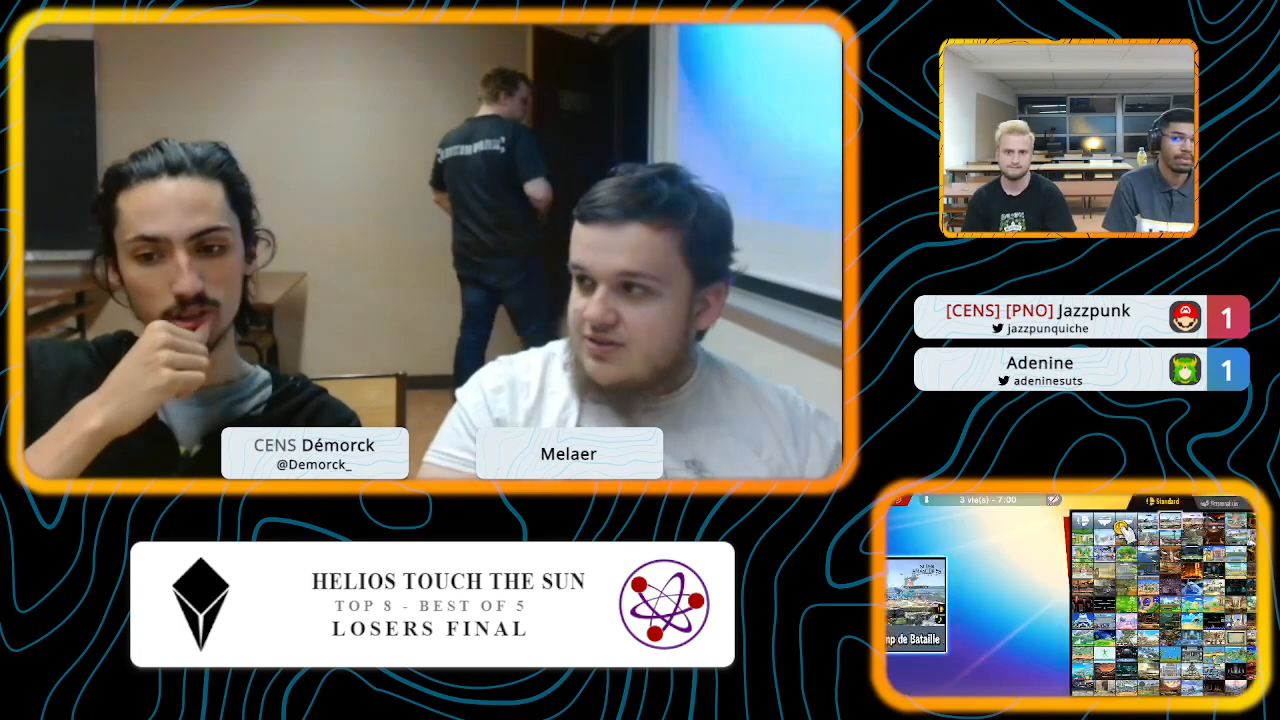 CENS Démorck
@Demorck_
Melaer
[CENS] [PNO] Jazzpunk
jazzpunquiche
1
Adenine
adeninesuts
1
HELIOS TOUCH THE SUN
TOP 8 - BEST OF 5
LOSERS FINAL
3 vie(s) - 7:00
Standard
mp de Bataille